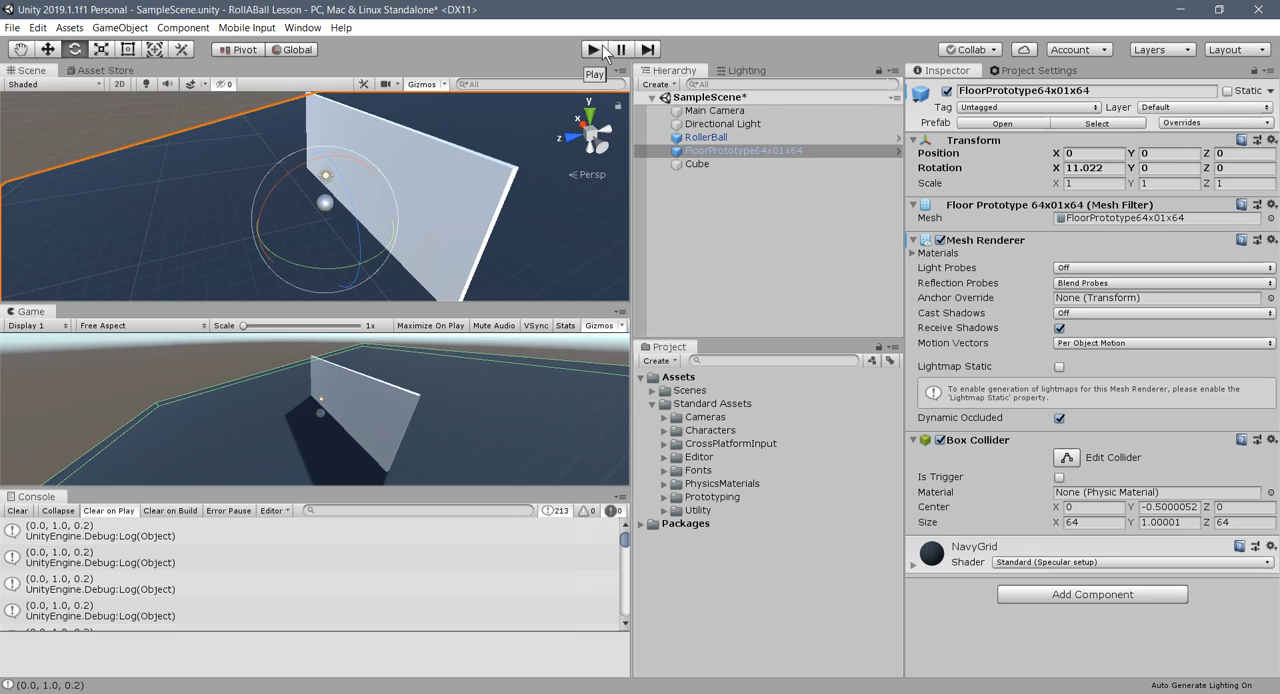 Unity 2019.1.1f1 Personal - SampleScene.unity - RollABall Lesson - PC, Mac & Linux Standalone* <DX11>
File Edit Assets GameObject Component Mobile Input Window Help
Pivot Global Collab Account Layers Layout
Play
Scene Asset Store
Shaded 2D 0 Gizmos All
y
x
z
Persp
Game
Display 1 Free Aspect Scale 1x Maximize On Play Mute Audio VSync Stats Gizmos
Console
Clear Collapse Clear on Play Clear on Build Error Pause Editor 213 0 0
(0.0, 1.0, 0.2)
UnityEngine.Debug:Log(Object)
(0.0, 1.0, 0.2)
UnityEngine.Debug:Log(Object)
(0.0, 1.0, 0.2)
UnityEngine.Debug:Log(Object)
(0.0, 1.0, 0.2)
UnityEngine.Debug:Log(Object)
(0.0, 1.0, 0.2)
Hierarchy Lighting
Create All
SampleScene*
Main Camera
Directional Light
RollerBall
FloorPrototype64x01x64
Cube
Project
Create
Assets
Scenes
Standard Assets
Cameras
Characters
CrossPlatformInput
Editor
Fonts
PhysicsMaterials
Prototyping
Utility
Packages
Inspector Project Settings
FloorPrototype64x01x64 Static
Tag Untagged Layer Default
Prefab Open Select Overrides
Transform
Position X 0 Y 0 Z 0
Rotation X 11.022 Y 0 Z 0
Scale X 1 Y 1 Z 1
Floor Prototype 64x01x64 (Mesh Filter)
Mesh FloorPrototype64x01x64
Mesh Renderer
Materials
Light Probes Off
Reflection Probes Blend Probes
Anchor Override None (Transform)
Cast Shadows Off
Receive Shadows
Motion Vectors Per Object Motion
Lightmap Static
To enable generation of lightmaps for this Mesh Renderer, please enable the
'Lightmap Static' property.
Dynamic Occluded
Box Collider
Edit Collider
Is Trigger
Material None (Physic Material)
Center X 0 Y -0.5000052 Z 0
Size X 64 Y 1.00001 Z 64
NavyGrid
Shader Standard (Specular setup)
Add Component
(0.0, 1.0, 0.2) Auto Generate Lighting On